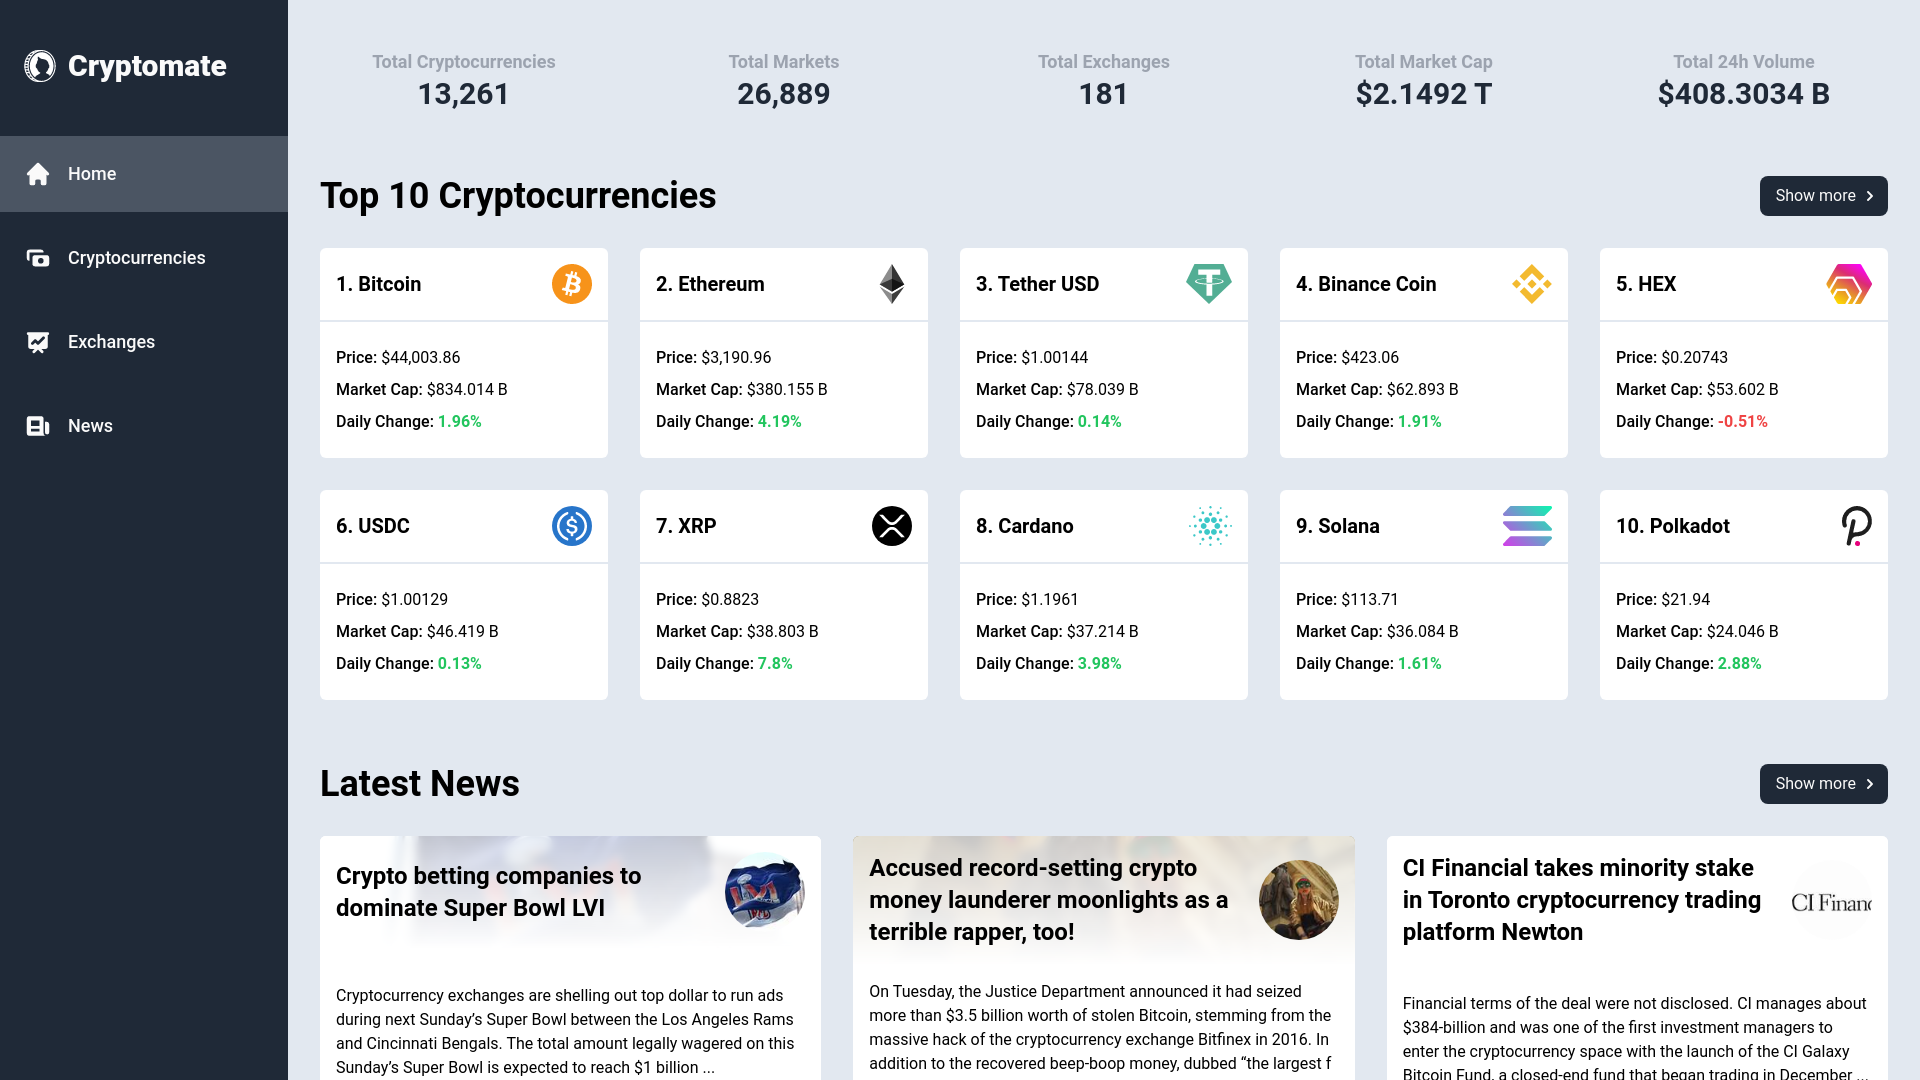 Cryptomate
Home
Cryptocurrencies
Exchanges
News
Total Cryptocurrencies
13,261
Total Markets
26,889
Total Exchanges
181
Total Market Cap
$2.1492 T
Total 24h Volume
$408.3034 B
Top 10 Cryptocurrencies
Show more
1. Bitcoin
Price: $44,003.86
Market Cap: $834.014 B
Daily Change: 1.96%
2. Ethereum
Price: $3,190.96
Market Cap: $380.155 B
Daily Change: 4.19%
3. Tether USD
Price: $1.00144
Market Cap: $78.039 B
Daily Change: 0.14%
4. Binance Coin
Price: $423.06
Market Cap: $62.893 B
Daily Change: 1.91%
5. HEX
Price: $0.20743
Market Cap: $53.602 B
Daily Change: -0.51%
6. USDC
Price: $1.00129
Market Cap: $46.419 B
Daily Change: 0.13%
7. XRP
Price: $0.8823
Market Cap: $38.803 B
Daily Change: 7.8%
8. Cardano
Price: $1.1961
Market Cap: $37.214 B
Daily Change: 3.98%
9. Solana
Price: $113.71
Market Cap: $36.084 B
Daily Change: 1.61%
10. Polkadot
Price: $21.94
Market Cap: $24.046 B
Daily Change: 2.88%
Latest News
Show more
Crypto betting companies to
dominate Super Bowl LVI
LVI
Cryptocurrency exchanges are shelling out top dollar to run ads
during next Sunday’s Super Bowl between the Los Angeles Rams
and Cincinnati Bengals. The total amount legally wagered on this
Sunday’s Super Bowl is expected to reach $1 billion ...
Accused record-setting crypto
money launderer moonlights as a
terrible rapper, too!
On Tuesday, the Justice Department announced it had seized
more than $3.5 billion worth of stolen Bitcoin, stemming from the
massive hack of the cryptocurrency exchange Bitfinex in 2016. In
addition to the recovered beep-boop money, dubbed “the largest f
CI Financial takes minority stake
in Toronto cryptocurrency trading
platform Newton
CI Financ
Financial terms of the deal were not disclosed. CI manages about
$384-billion and was one of the first investment managers to
enter the cryptocurrency space with the launch of the CI Galaxy
Bitcoin Fund, a closed-end fund that began trading in December ...